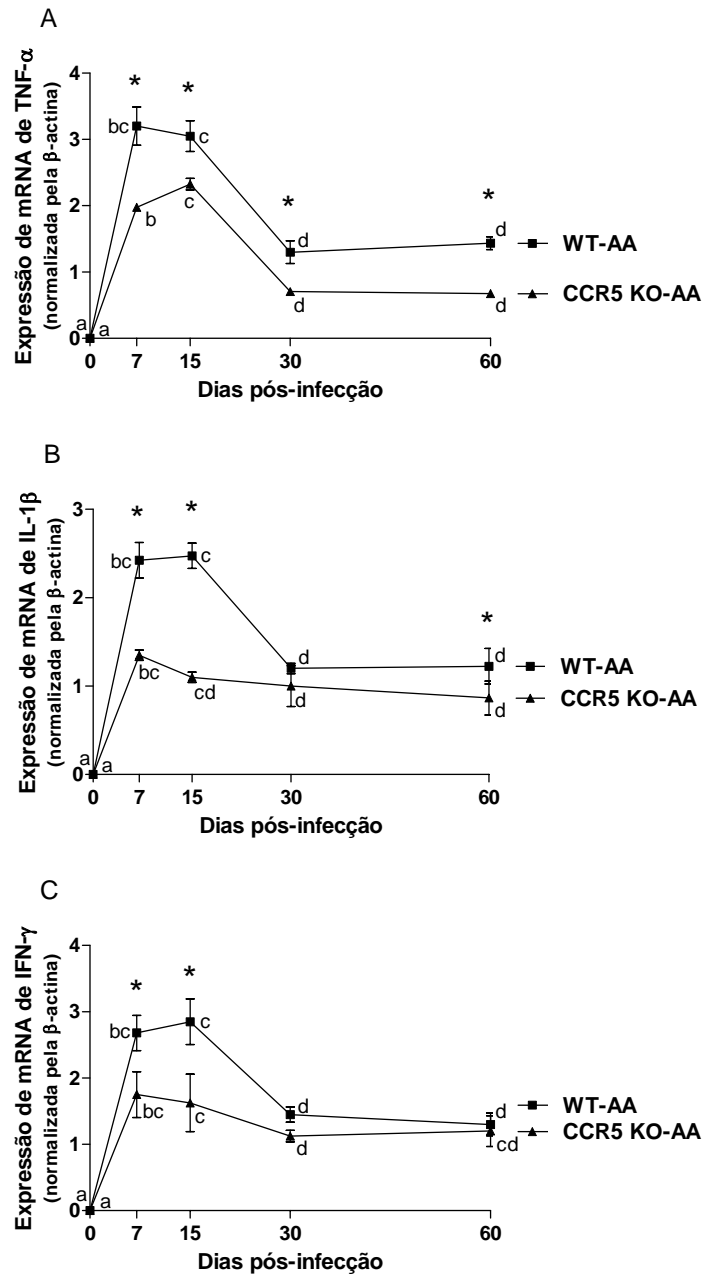 A
Expressão de mRNA de TNF-α
(normalizada pela β-actina)
4
3
2
1
0
* * * *
bc c d d
b c d d
a a
0 7 15 30 60
Dias pós-infecção
WT-AA
CCR5 KO-AA
B
Expressão de mRNA de IL-1β
(normalizada pela β-actina)
3
2
1
0
* * *
bc c d d
bc cd d d
a a
0 7 15 30 60
Dias pós-infecção
WT-AA
CCR5 KO-AA
C
Expressão de mRNA de IFN-γ
(normalizada pela β-actina)
4
3
2
1
0
* *
bc c d d
bc c d cd
a a
0 7 15 30 60
Dias pós-infecção
WT-AA
CCR5 KO-AA